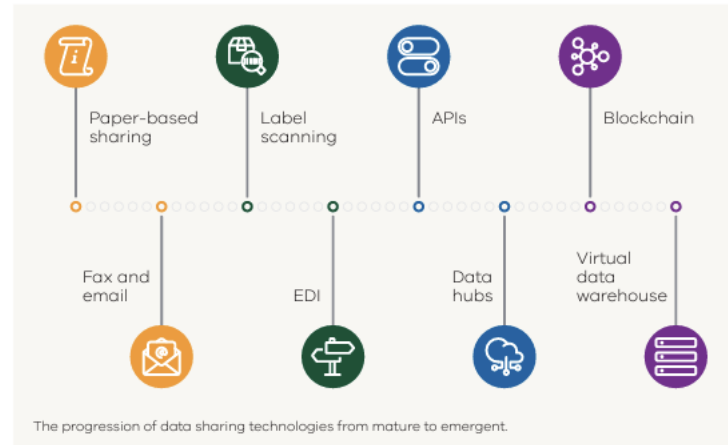 Paper-based
sharing
Label
scanning
APIs
Blockchain
Fax and
email
EDI
Data
hubs
Virtual
data
warehouse
The progression of data sharing technologies from mature to emergent.